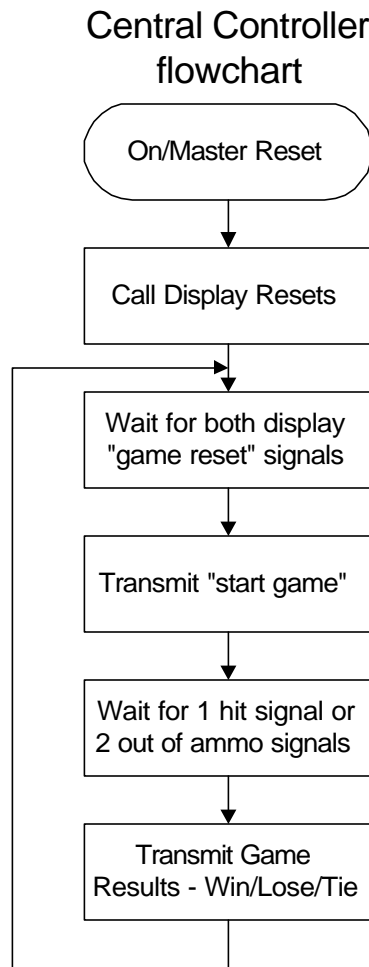 Central Controller
flowchart
On/Master Reset
Call Display Resets
Wait for both display
"game reset" signals
Transmit "start game"
Wait for 1 hit signal or
2 out of ammo signals
Transmit Game
Results - Win/Lose/Tie